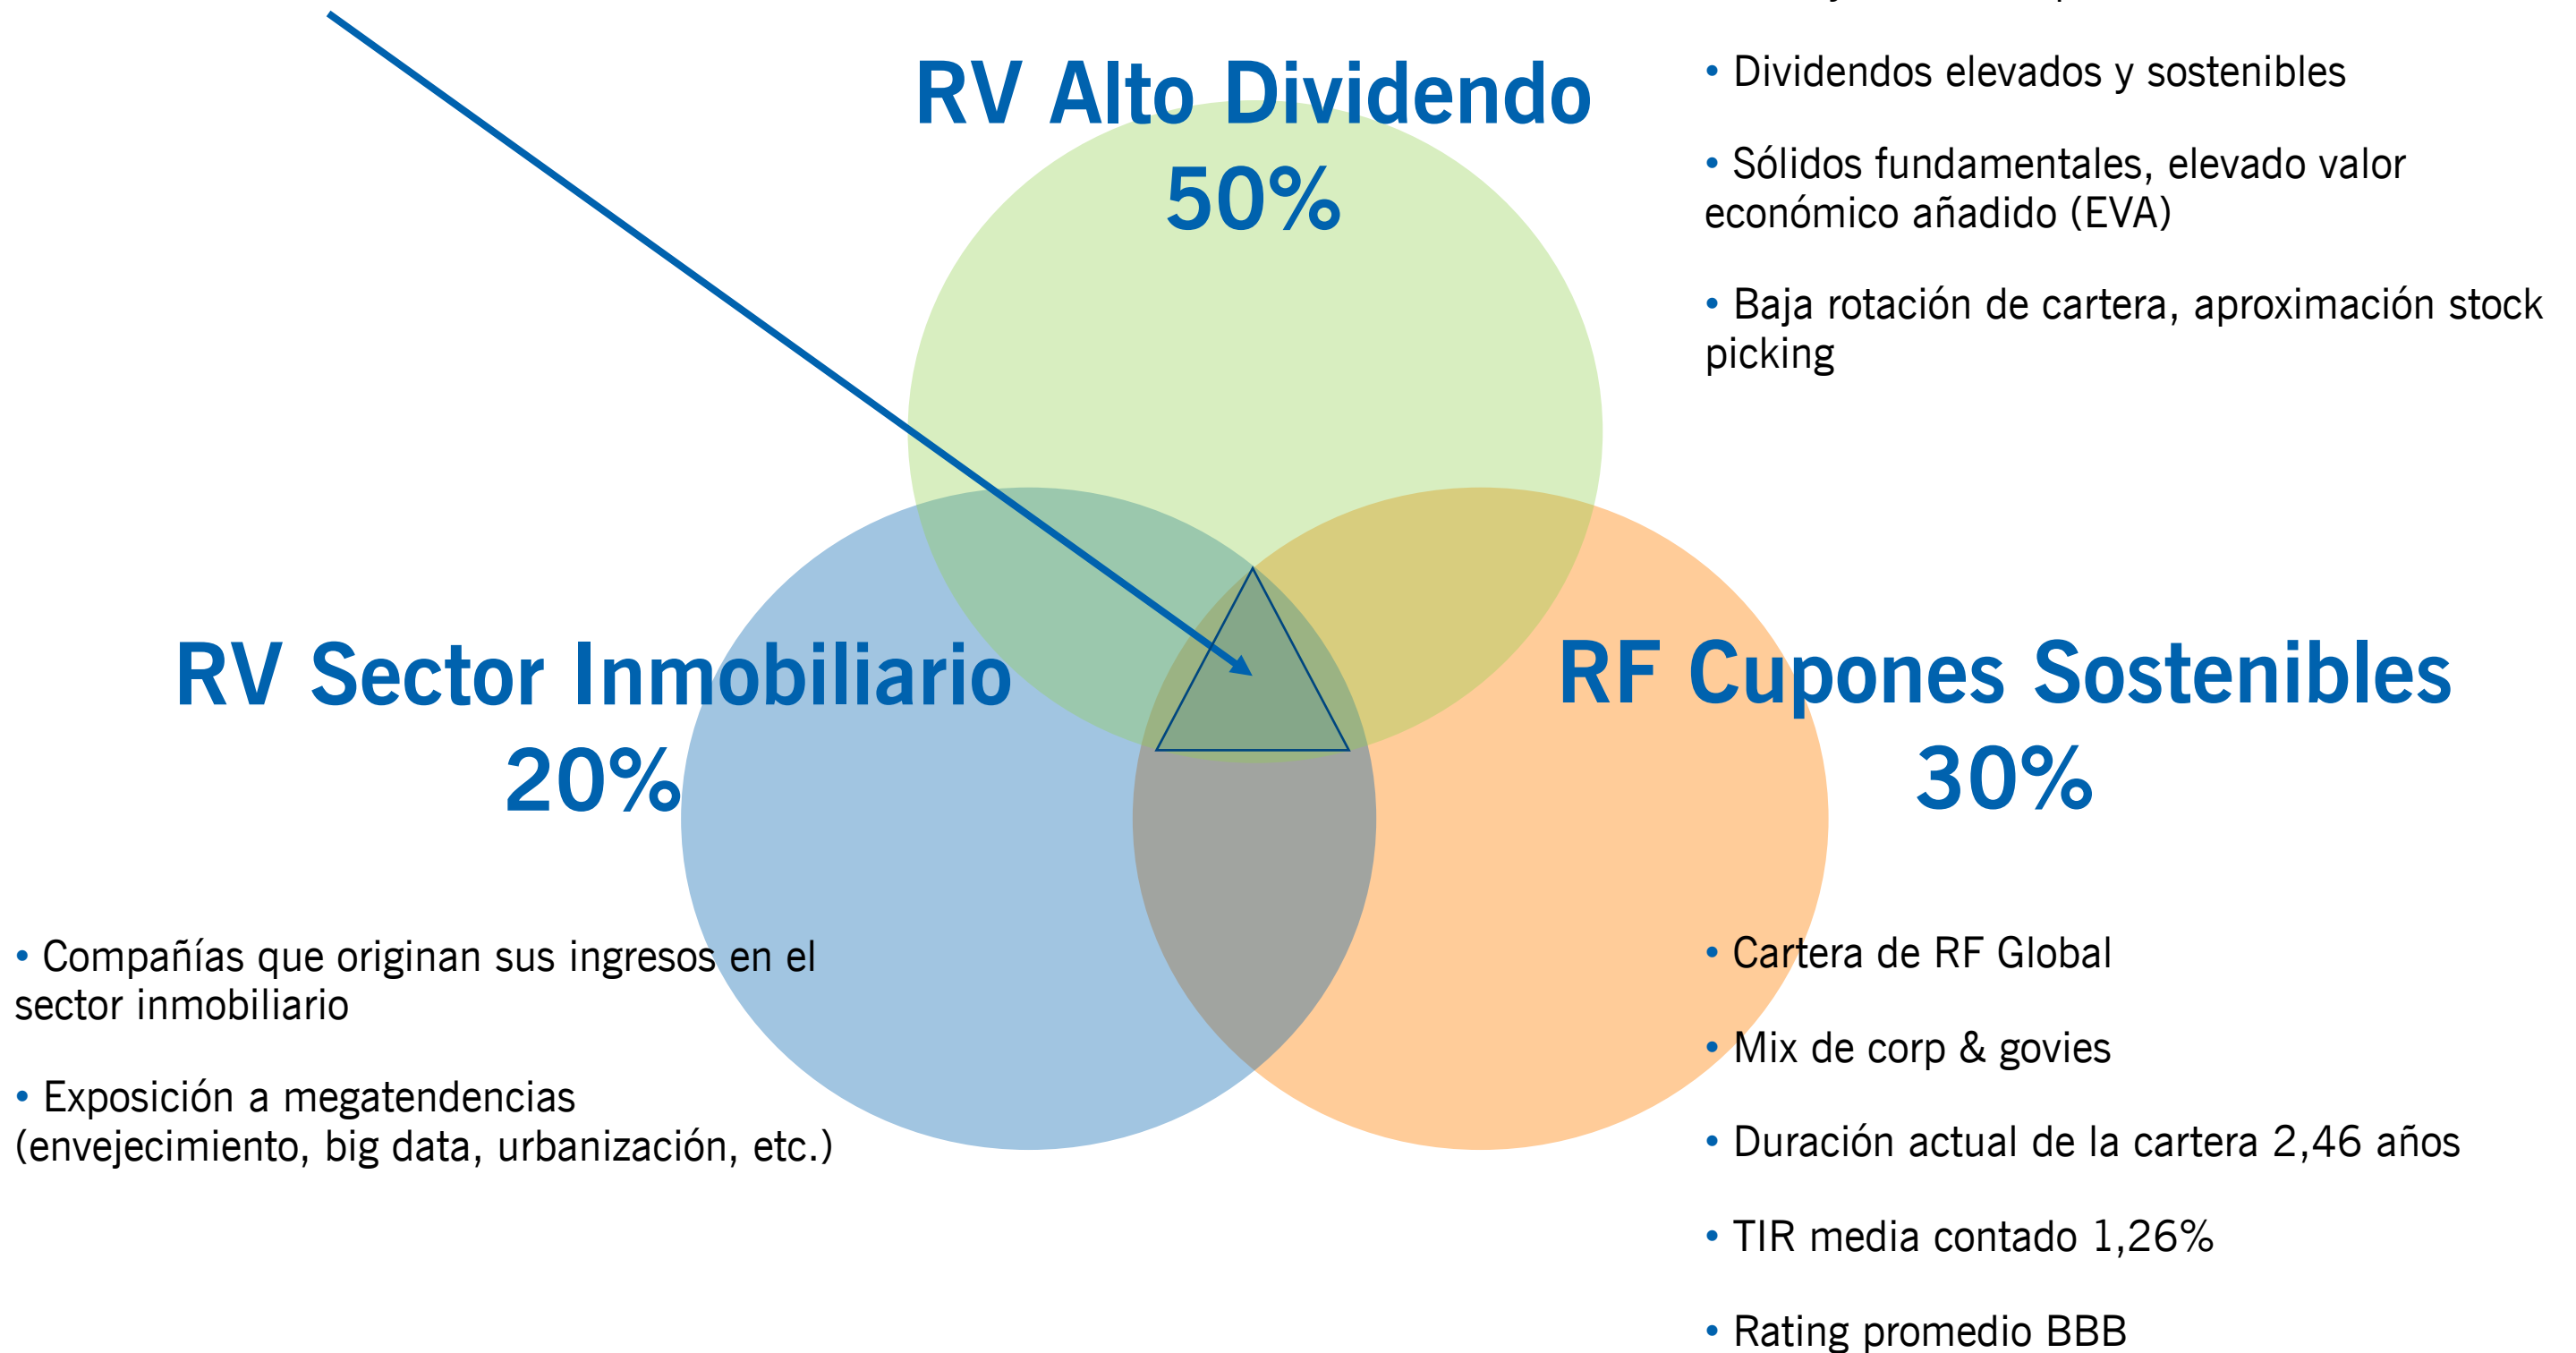 RV Alto Dividendo
50%
• Dividendos elevados y sostenibles
• Sólidos fundamentales, elevado valor
económico añadido (EVA)
• Baja rotación de cartera, aproximación stock
picking
RV Sector Inmobiliario
20%
• Compañías que originan sus ingresos en el
sector inmobiliario
• Exposición a megatendencias
(envejecimiento, big data, urbanización, etc.)
RF Cupones Sostenibles
30%
• Cartera de RF Global
• Mix de corp & govies
• Duración actual de la cartera 2,46 años
• TIR media contado 1,26%
• Rating promedio BBB